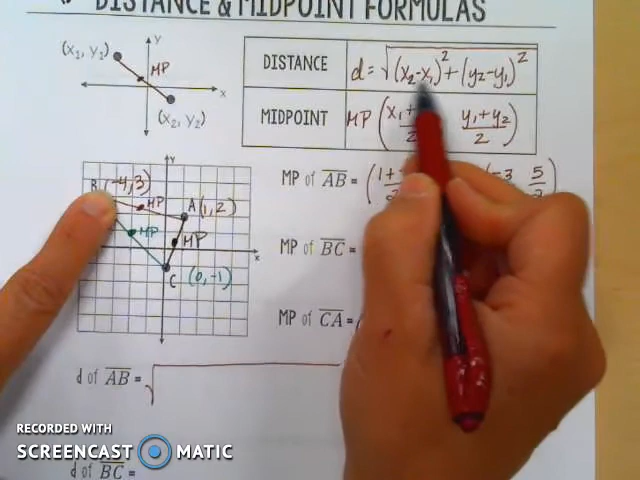 DISTANCE & MIDPOINT FORMULAS
(x₁, y₁)
y
MP
x
(x₂, y₂)
DISTANCE d = √(x₂-x₁)² + (y₂-y₁)²
MIDPOINT MP (x₁+ 2 y₁+y₂/2)
y
B (-4,3)
MP
A (1,2)
MP
MP
x
C (0,-1)
MP of AB = (1+ -3 5/2
MP of BC =
MP of CA =
d of AB = √
d of BC =
RECORDED WITH
SCREENCAST MATIC